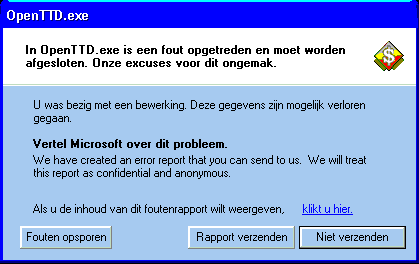 OpenTTD.exe
In OpenTTD.exe is een fout opgetreden en moet worden
afgesloten. Onze excuses voor dit ongemak.
U was bezig met een bewerking. Deze gegevens zijn mogelijk verloren
gegaan.
Vertel Microsoft over dit probleem.
We have created an error report that you can send to us. We will treat
this report as confidential and anonymous.
Als u de inhoud van dit foutenrapport wilt weergeven, klikt u hier.
Fouten opsporen Rapport verzenden Niet verzenden